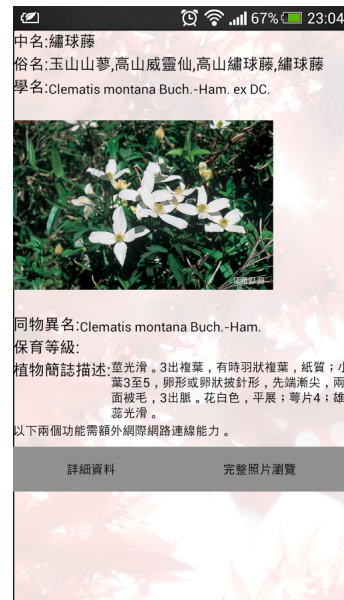 67% 23:04
中名:繡球藤
俗名:玉山山蓼,高山威靈仙,高山繡球藤,繡球藤
學名:Clematis montana Buch.-Ham. ex DC.
同物異名:Clematis montana Buch.-Ham.
保育等級:
植物簡誌描述:莖光滑。3出複葉，有時羽狀複葉，紙質；小
葉3至5，卵形或卵狀披針形，先端漸尖，兩
面被毛，3出脈。花白色，平展；萼片4；雄
蕊光滑。
以下兩個功能需額外網際網路連線能力。
詳細資料 完整照片瀏覽